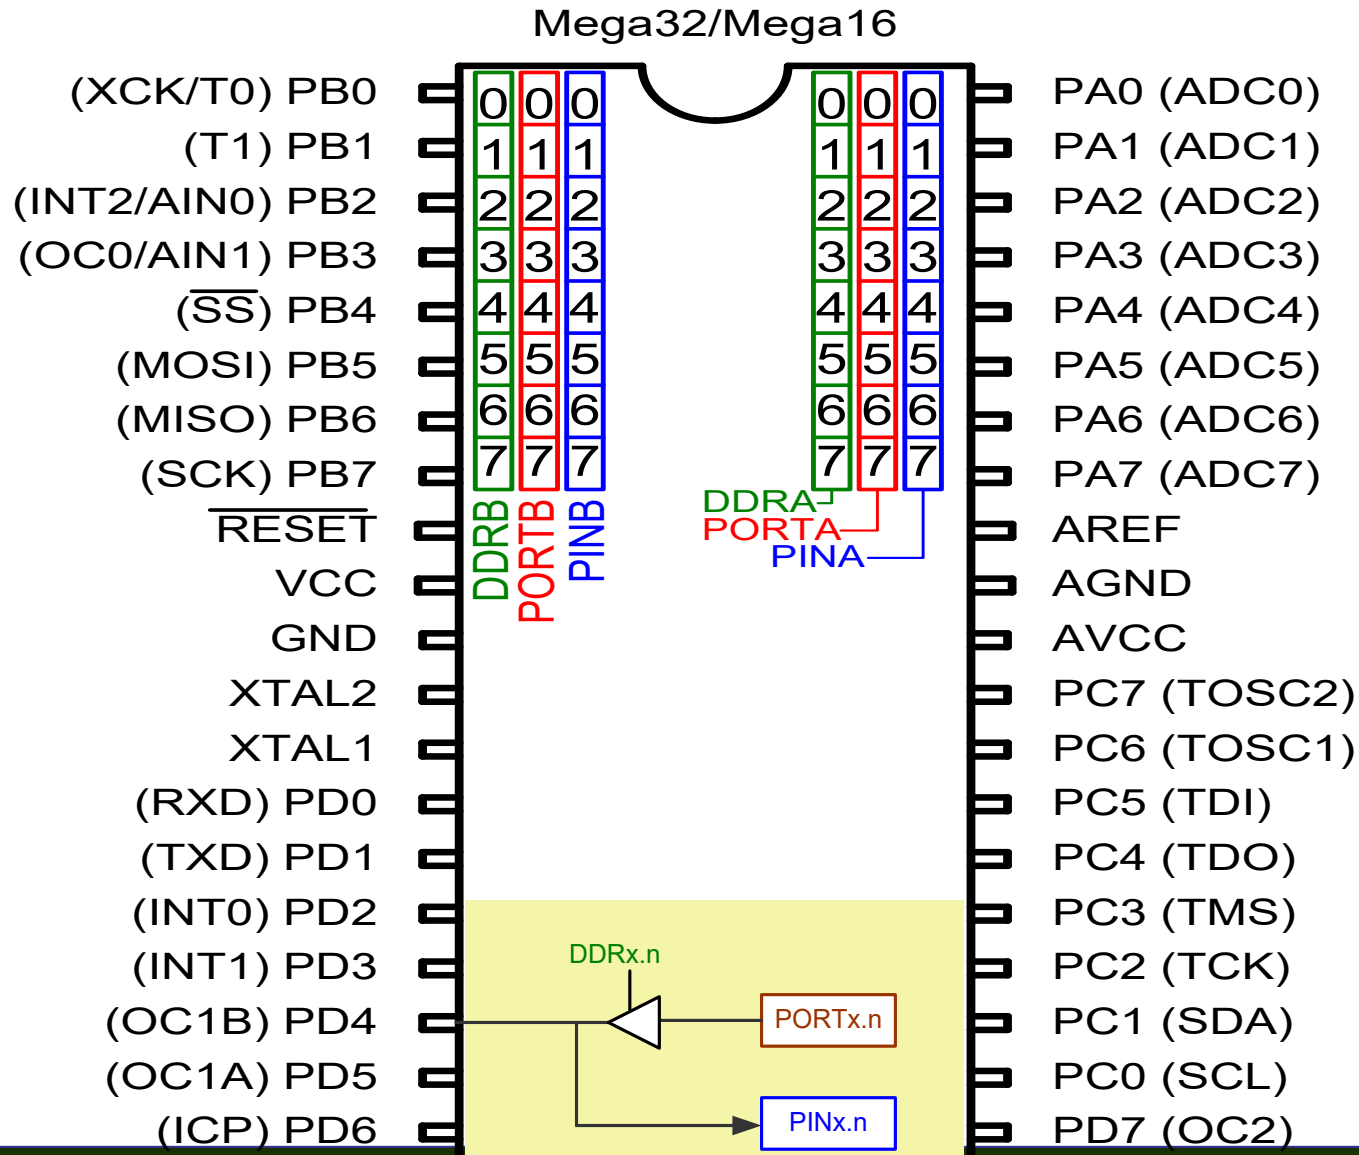 Mega32/Mega16
(XCK/T0) PB0
(T1) PB1
(INT2/AIN0) PB2
(OC0/AIN1) PB3
(SS) PB4
(MOSI) PB5
(MISO) PB6
(SCK) PB7
RESET
VCC
GND
XTAL2
XTAL1
(RXD) PD0
(TXD) PD1
(INT0) PD2
(INT1) PD3
(OC1B) PD4
(OC1A) PD5
(ICP) PD6
0 0 0
1 1 1
2 2 2
3 3 3
4 4 4
5 5 5
6 6 6
7 7 7
DDRB
PORTB
PINB
0 0 0
1 1 1
2 2 2
3 3 3
4 4 4
5 5 5
6 6 6
7 7 7
DDRA
PORTA
PINA
DDRx.n
PORTx.n
PINx.n
PA0 (ADC0)
PA1 (ADC1)
PA2 (ADC2)
PA3 (ADC3)
PA4 (ADC4)
PA5 (ADC5)
PA6 (ADC6)
PA7 (ADC7)
AREF
AGND
AVCC
PC7 (TOSC2)
PC6 (TOSC1)
PC5 (TDI)
PC4 (TDO)
PC3 (TMS)
PC2 (TCK)
PC1 (SDA)
PC0 (SCL)
PD7 (OC2)